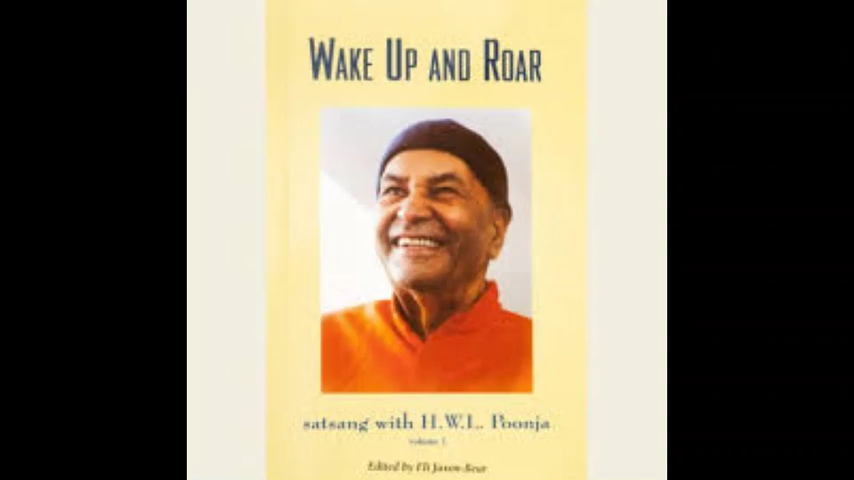 WAKE UP AND ROAR
satsang with H.W.L. Poonja
volume 1
Edited by Eli Jaxon-Bear